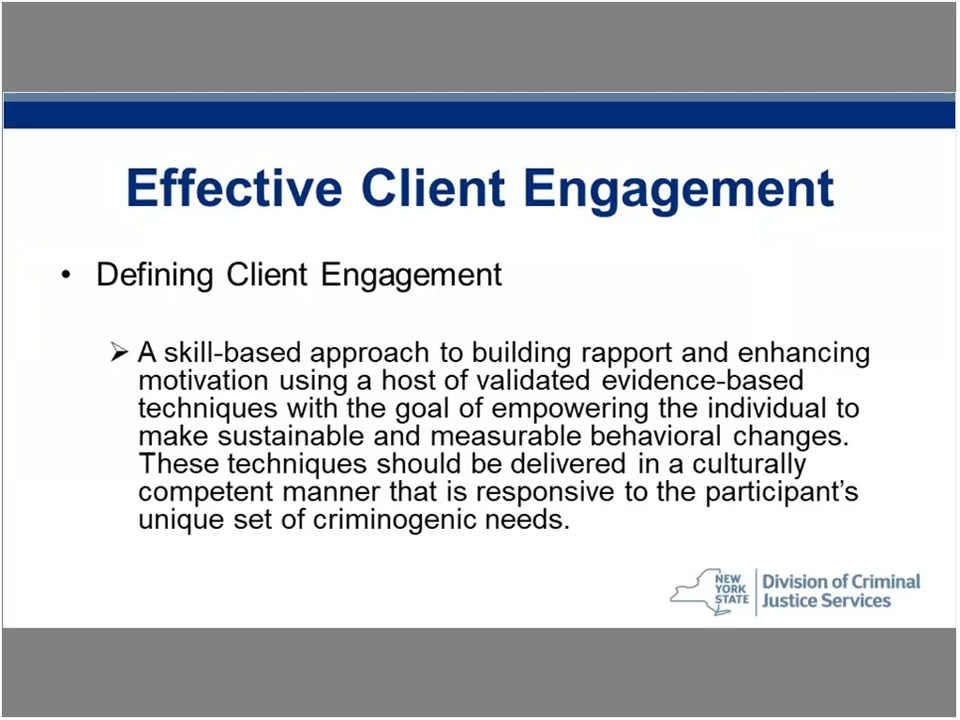 Effective Client Engagement
• Defining Client Engagement
➢ A skill-based approach to building rapport and enhancing
motivation using a host of validated evidence-based
techniques with the goal of empowering the individual to
make sustainable and measurable behavioral changes.
These techniques should be delivered in a culturally
competent manner that is responsive to the participant’s
unique set of criminogenic needs.
NEW
YORK
STATE
Division of Criminal
Justice Services